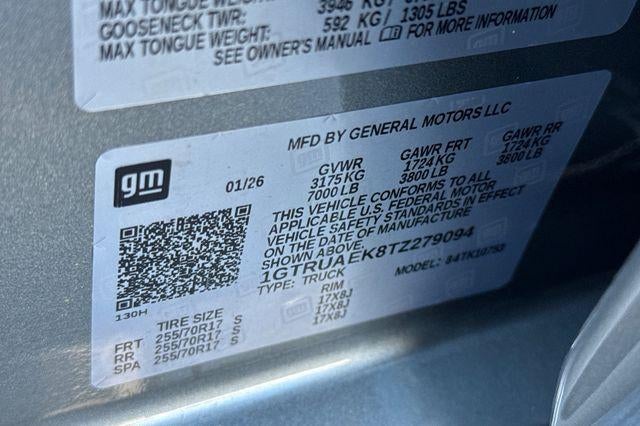 MAX TONGUE WEIGHT: 3946 KG /
GOOSENECK TWR:
MAX TONGUE WEIGHT: 592 KG / 1305 LBS
SEE OWNER'S MANUAL FOR MORE INFORMATION
MFD BY GENERAL MOTORS LLC
gm
01/26
GVWR GAWR FRT GAWR RR
3175 KG 1724 KG 1724 KG
7000 LB 3800 LB 3800 LB
THIS VEHICLE CONFORMS TO ALL
APPLICABLE U.S. FEDERAL MOTOR
VEHICLE SAFETY STANDARDS IN EFFECT
ON THE DATE OF MANUFACTURE
SHOWN ABOVE.
1GTRUAEK8TZ279094
TYPE: TRUCK MODEL: 84TK10753
130H
TIRE SIZE RIM
FRT 255/70R17 S 17X8J
RR 255/70R17 S 17X8J
SPA 255/70R17 S 17X8J